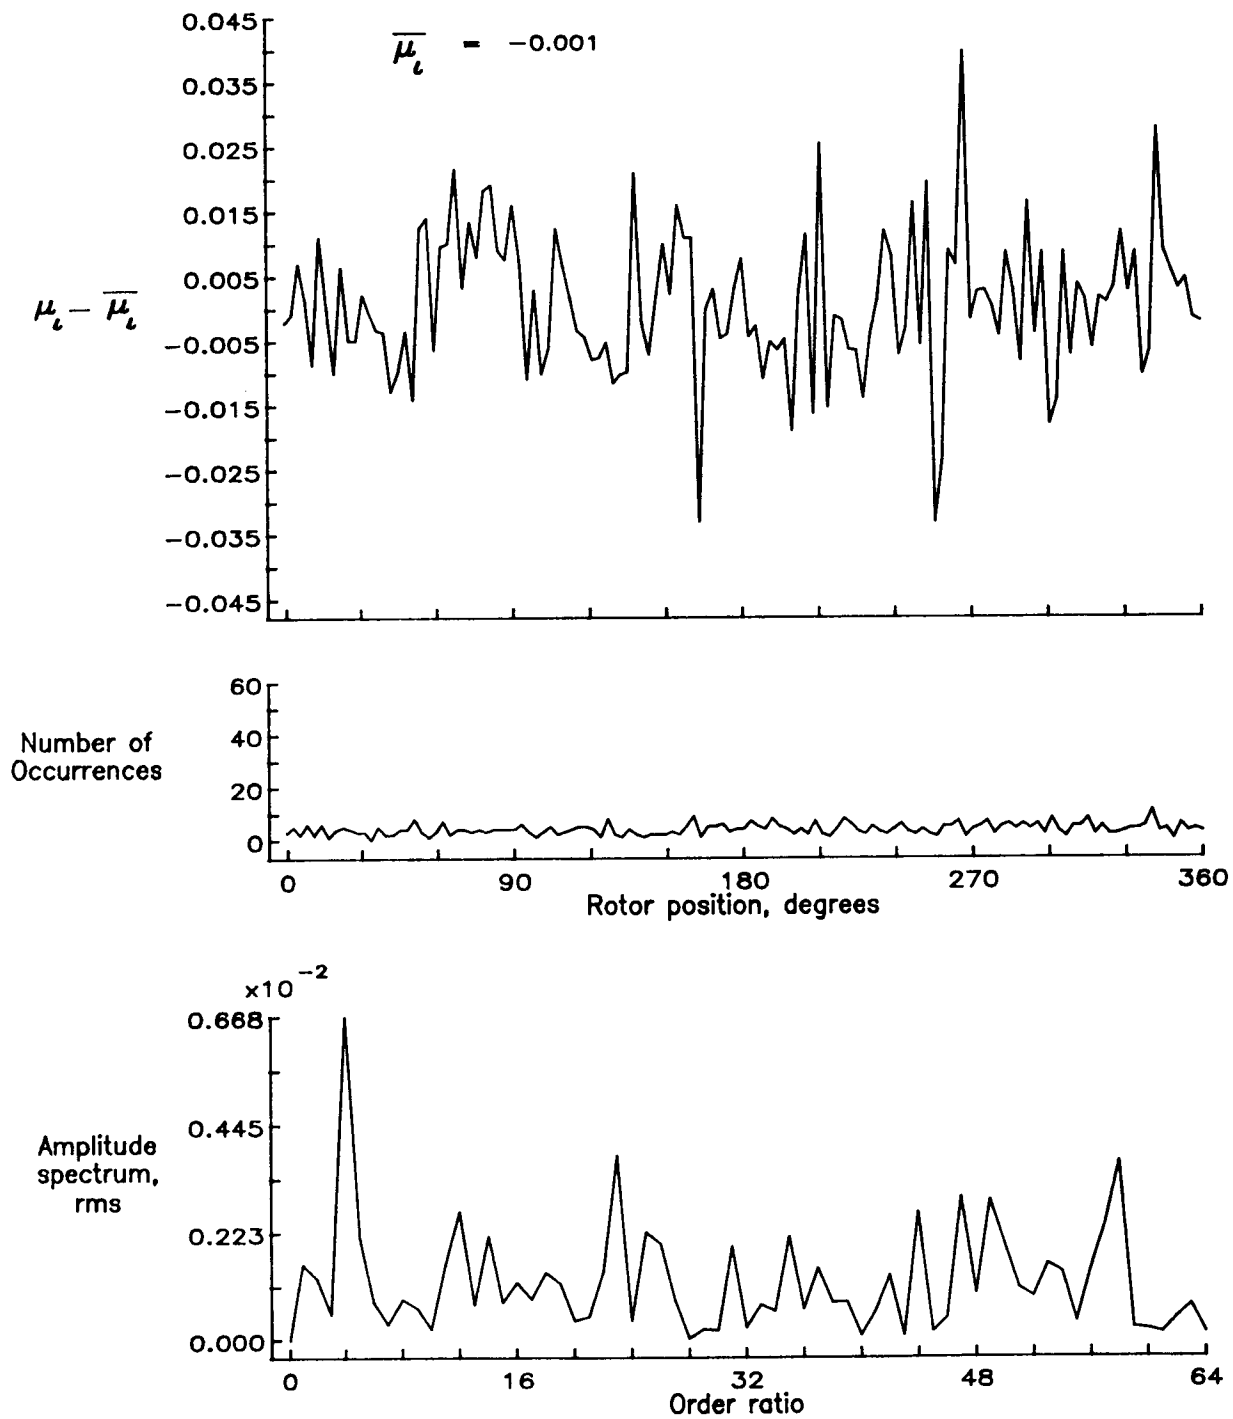 0.045
0.035
0.025
0.015
0.005
−0.005
−0.015
−0.025
−0.035
−0.045
μ̅ι = −0.001
μι − μ̅ι
60
40
20
0
Number of
Occurrences
0 90 180 270 360
Rotor position, degrees
×10⁻²
0.668
0.445
0.223
0.000
Amplitude
spectrum,
rms
0 16 32 48 64
Order ratio